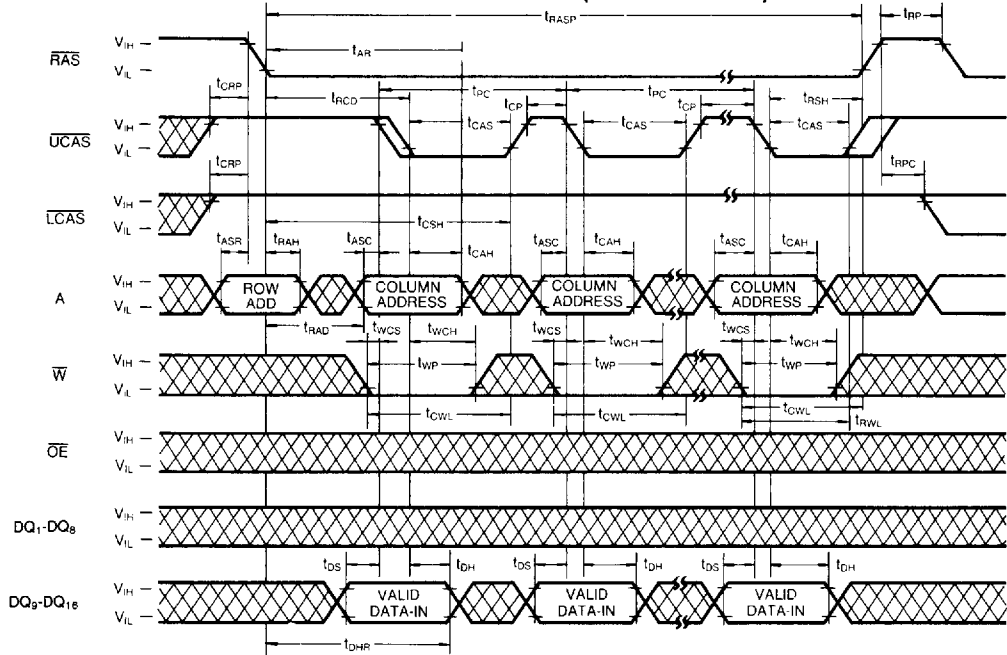 tRASP tRP
RAS VIH VIL tAR
tCRP tRCD tPC tCP tPC tCP tRSH
UCAS VIH VIL tCAS tCAS tCAS
tCRP tRPC
LCAS VIH VIL tCSH
tASR tRAH tASC tCAH tASC tCAH tASC tCAH
A VIH VIL ROW ADD COLUMN ADDRESS COLUMN ADDRESS COLUMN ADDRESS
tRAD tWCS tWCH tWCS tWCH tWCS tWCH
W VIH VIL tWP tWP tWP
tCWL tCWL tCWL
tRWL
OE VIH VIL
DQ1-DQ8 VIH VIL
tDS tDH tDS tDH tDS tDH
DQ9-DQ16 VIH VIL VALID DATA-IN VALID DATA-IN VALID DATA-IN
tDHR